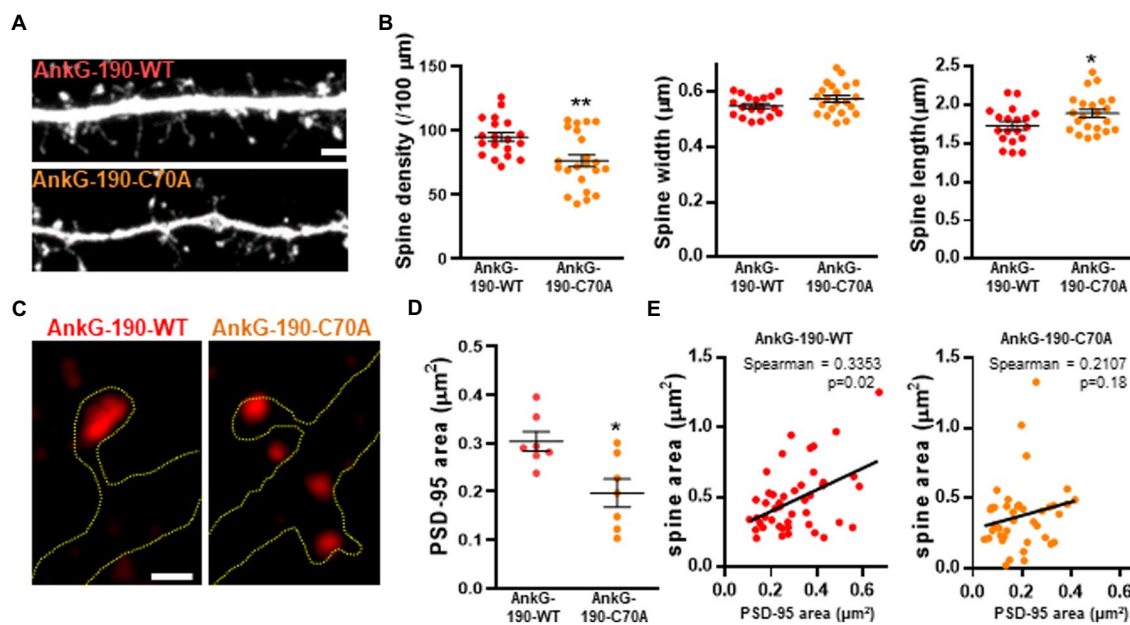 A
AnkG-190-WT
AnkG-190-C70A
B
Spine density (/100 µm)
150
100
50
0
**
AnkG-
190-WT
AnkG-
190-C70A
Spine width (µm)
0.6
0.4
0.2
0.0
AnkG-
190-WT
AnkG-
190-C70A
Spine length(µm)
2.5
2.0
1.5
1.0
0.5
0.0
*
AnkG-
190-WT
AnkG-
190-C70A
C
AnkG-190-WT
AnkG-190-C70A
D
PSD-95 area (µm²)
0.5
0.4
0.3
0.2
0.1
0.0
*
AnkG-
190-WT
AnkG-
190-C70A
E
AnkG-190-WT
Spearman = 0.3353
p=0.02
spine area (µm²)
1.5
1.0
0.5
0.0
0.0 0.2 0.4 0.6
PSD-95 area (µm²)
AnkG-190-C70A
Spearman = 0.2107
p=0.18
spine area (µm²)
1.5
1.0
0.5
0.0
0.0 0.2 0.4 0.6
PSD-95 area (µm²)